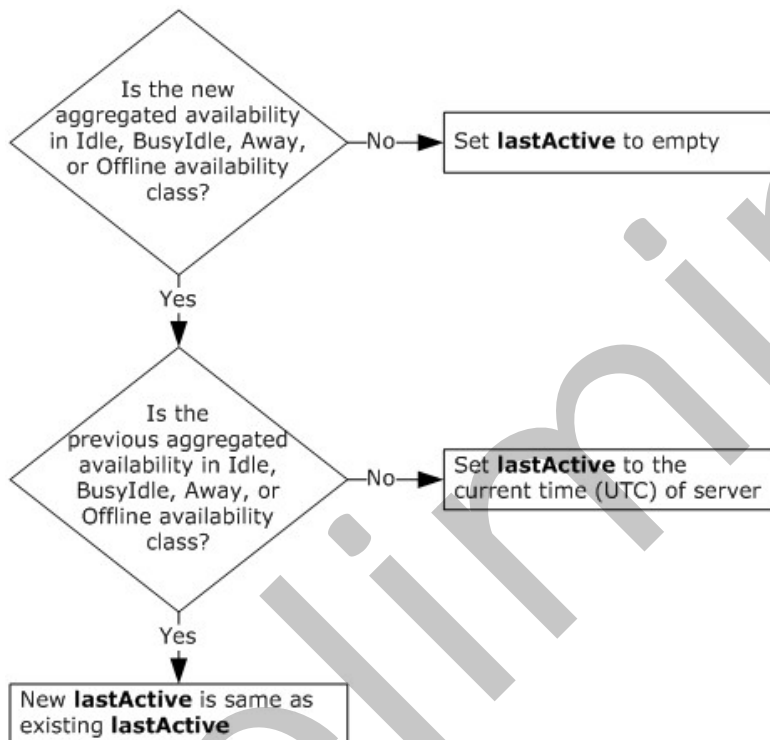 Is the new
aggregated availability
in Idle, BusyIdle, Away,
or Offline availability
class?
No
Set lastActive to empty
Yes
Is the
previous aggregated
availability in Idle,
BusyIdle, Away, or
Offline availability
class?
No
Set lastActive to the
current time (UTC) of server
Yes
New lastActive is same as
existing lastActive